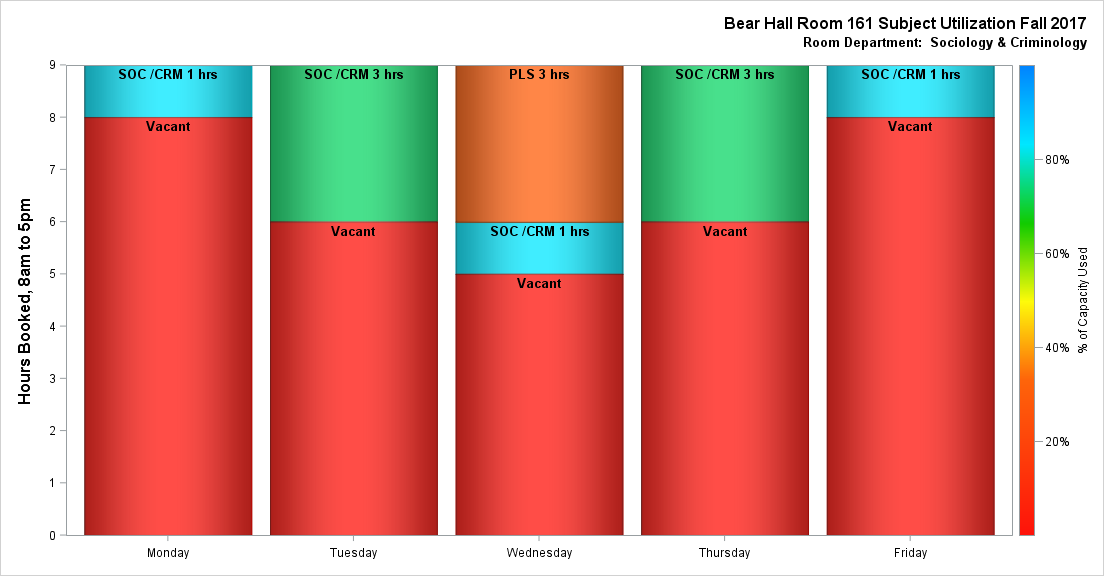 Bear Hall Room 161 Subject Utilization Fall 2017
Room Department:  Sociology & Criminology
Hours Booked, 8am to 5pm
9
8
7
6
5
4
3
2
1
0
SOC /CRM 1 hrs
Vacant
SOC /CRM 3 hrs
Vacant
PLS 3 hrs
SOC /CRM 1 hrs
Vacant
SOC /CRM 3 hrs
Vacant
SOC /CRM 1 hrs
Vacant
Monday
Tuesday
Wednesday
Thursday
Friday
80%
60%
40%
20%
% of Capacity Used